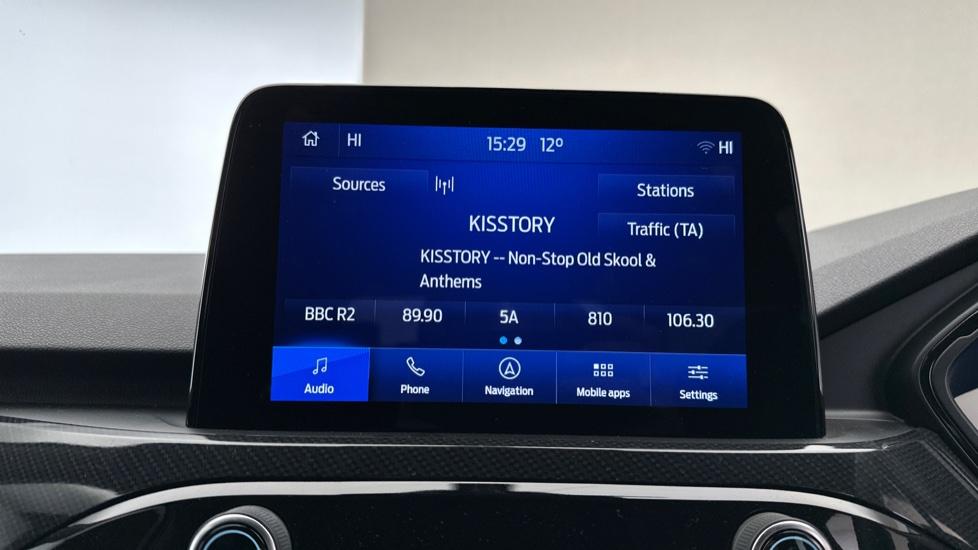 HI 15:29 12º HI
Sources Stations
KISSTORY Traffic (TA)
KISSTORY -- Non-Stop Old Skool &
Anthems
BBC R2 89.90 5A 810 106.30
Audio Phone Navigation Mobile apps Settings